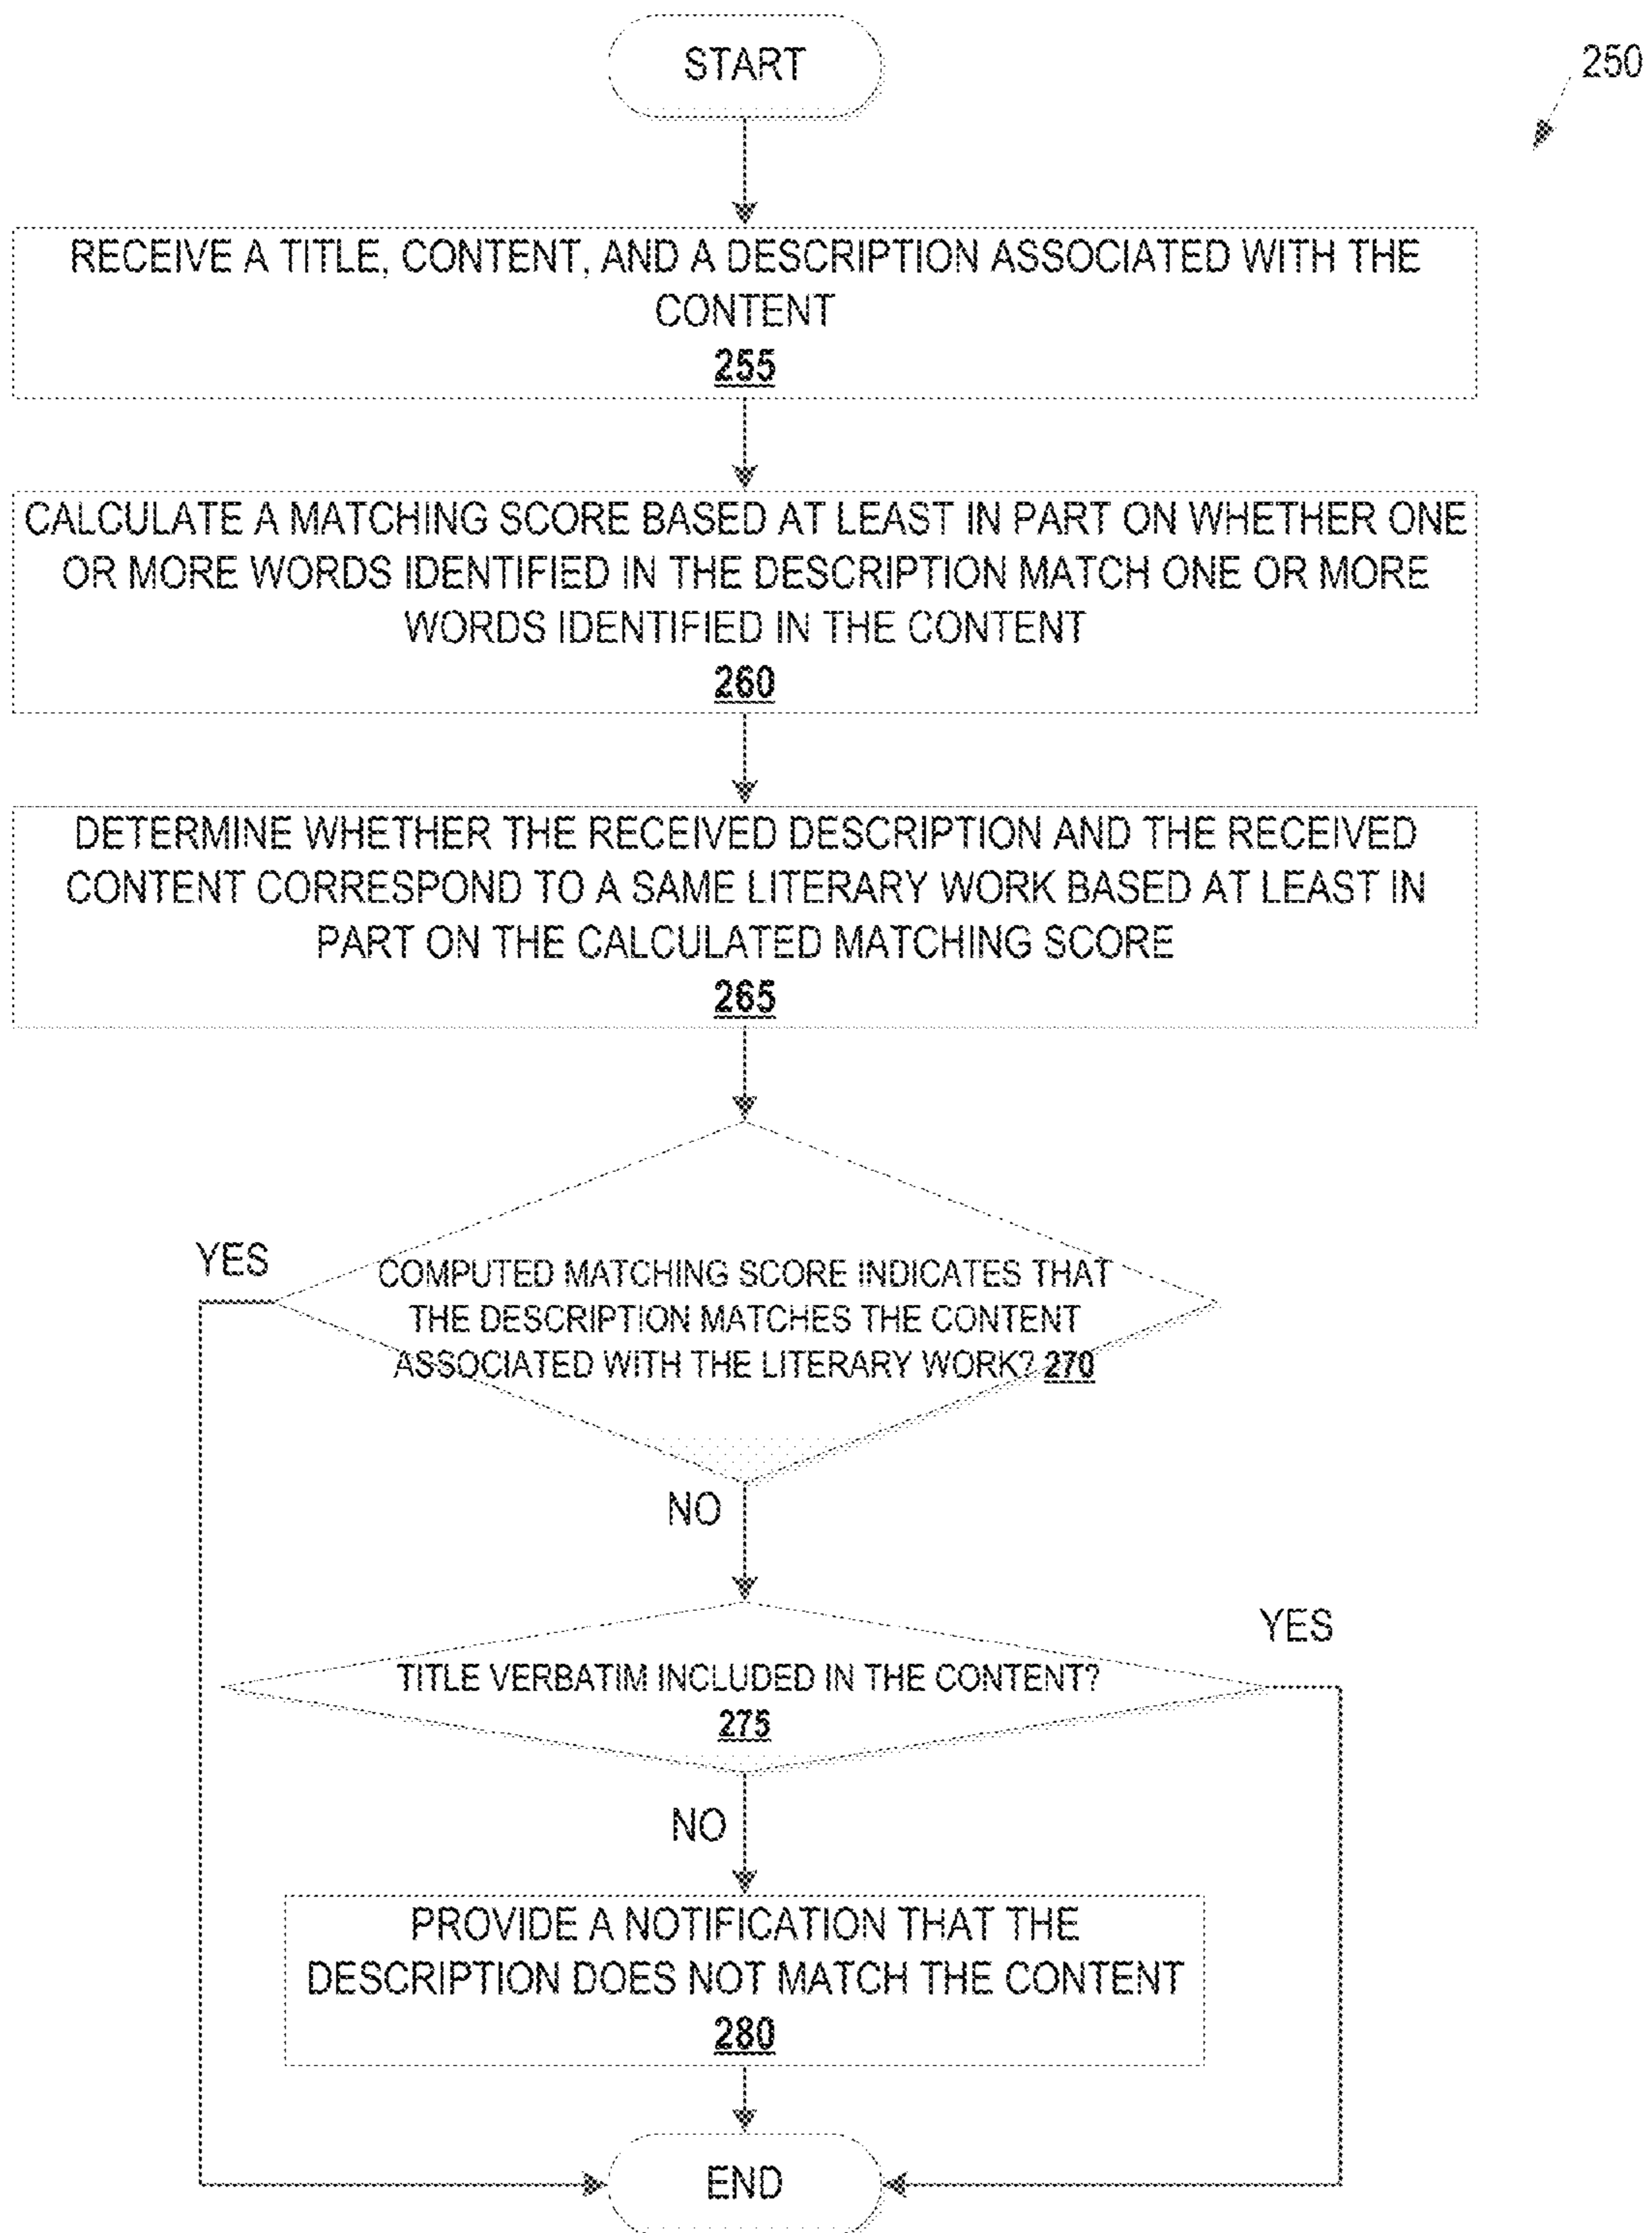 START
250
RECEIVE A TITLE, CONTENT, AND A DESCRIPTION ASSOCIATED WITH THE
CONTENT
255
CALCULATE A MATCHING SCORE BASED AT LEAST IN PART ON WHETHER ONE
OR MORE WORDS IDENTIFIED IN THE DESCRIPTION MATCH ONE OR MORE
WORDS IDENTIFIED IN THE CONTENT
260
DETERMINE WHETHER THE RECEIVED DESCRIPTION AND THE RECEIVED
CONTENT CORRESPOND TO A SAME LITERARY WORK BASED AT LEAST IN
PART ON THE CALCULATED MATCHING SCORE
265
YES
COMPUTED MATCHING SCORE INDICATES THAT
THE DESCRIPTION MATCHES THE CONTENT
ASSOCIATED WITH THE LITERARY WORK? 270
NO
YES
TITLE VERBATIM INCLUDED IN THE CONTENT?
275
NO
PROVIDE A NOTIFICATION THAT THE
DESCRIPTION DOES NOT MATCH THE CONTENT
280
END